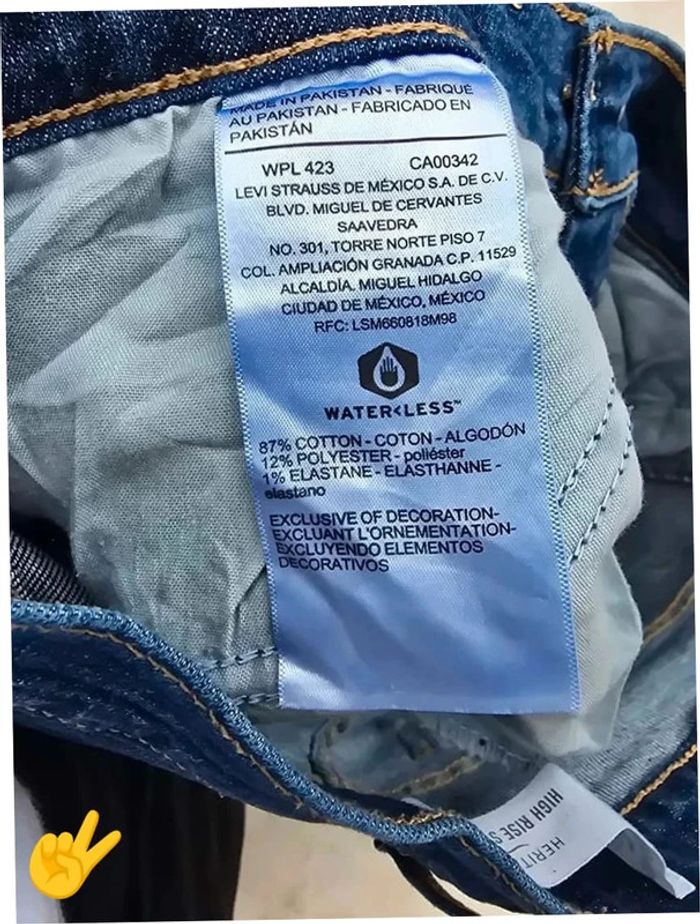 MADE IN PAKISTAN - FABRIQUÉ
AU PAKISTAN - FABRICADO EN
PAKISTÁN
WPL 423 CA00342
LEVI STRAUSS DE MÉXICO S.A. DE C.V.
BLVD. MIGUEL DE CERVANTES
SAAVEDRA
NO. 301, TORRE NORTE PISO 7
COL. AMPLIACIÓN GRANADA C.P. 11529
ALCALDÍA. MIGUEL HIDALGO
CIUDAD DE MÉXICO, MÉXICO
RFC: LSM660818M98
WATER<LESS™
87% COTTON - COTON - ALGODÓN
12% POLYESTER - poliéster
1% ELASTANE - ELASTHANNE -
elastano
EXCLUSIVE OF DECORATION-
EXCLUANT L'ORNEMENTATION-
EXCLUYENDO ELEMENTOS
DECORATIVOS
HERIT
HIGH RISE S